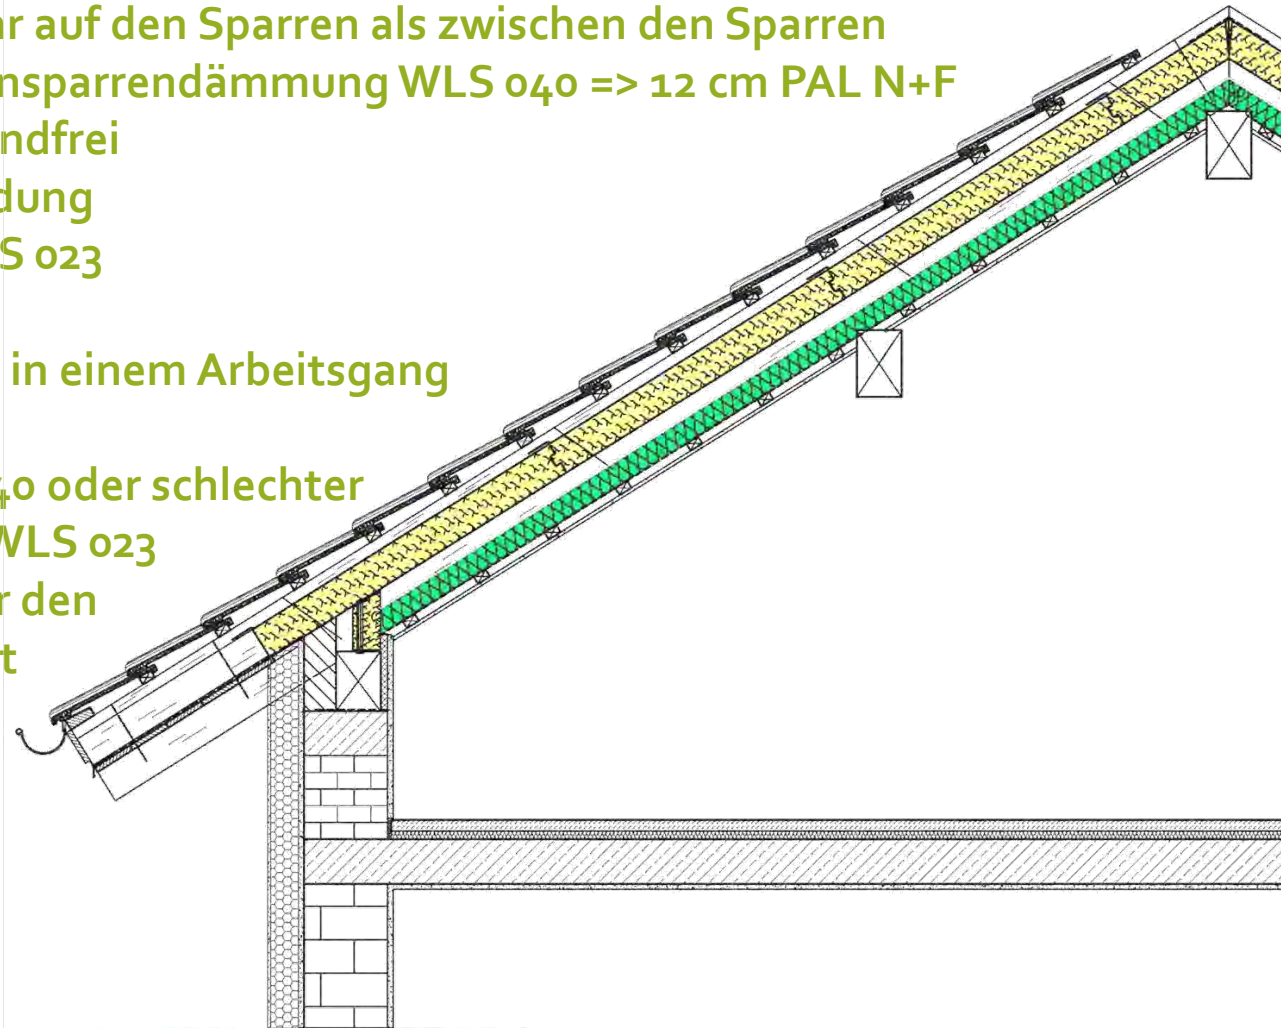 r auf den Sparren als zwischen den Sparren
nsparrendämmung WLS 040 => 12 cm PAL N+F
ndfrei
dung
S 023
in einem Arbeitsgang
40 oder schlechter
WLS 023
r den
t